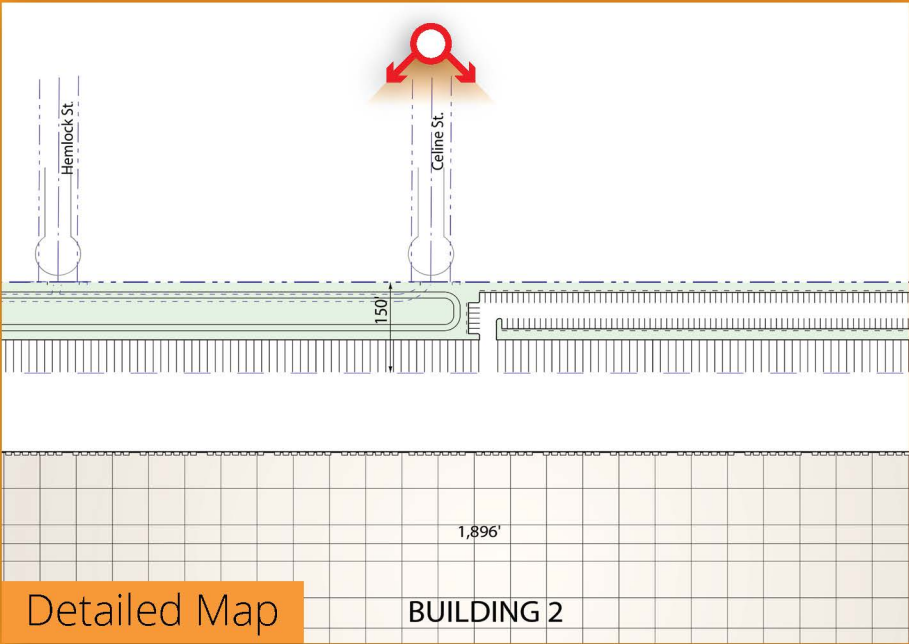 Hemlock St.
Celine St.
150'
1,896'
BUILDING 2
Detailed Map